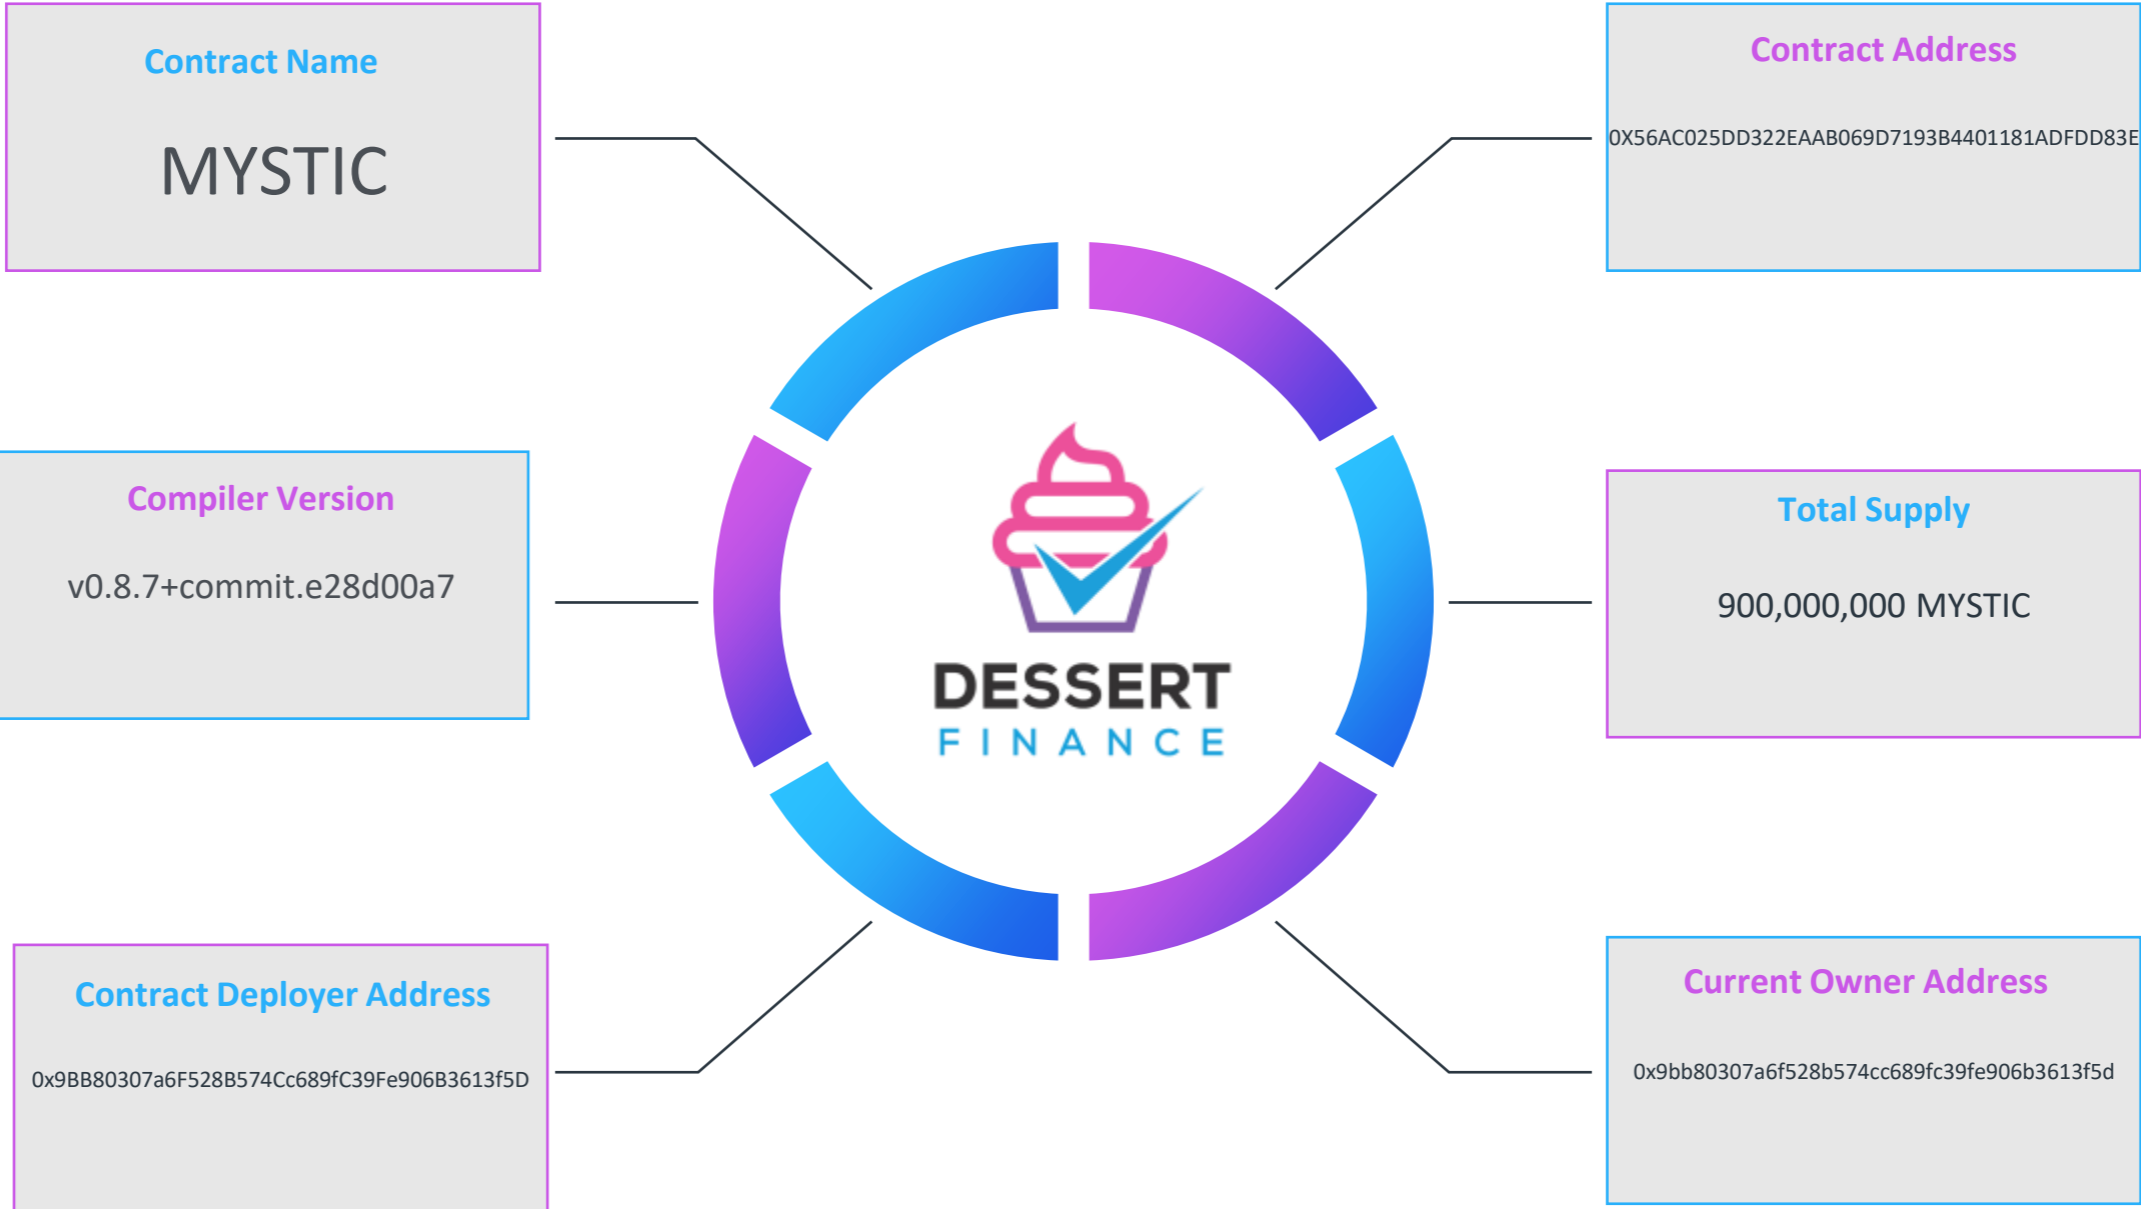 Contract Name
MYSTIC
Contract Address
0X56AC025DD322EAAB069D7193B4401181ADFDD83E
Compiler Version
v0.8.7+commit.e28d00a7
DESSERT
FINANCE
Total Supply
900,000,000 MYSTIC
Contract Deployer Address
0x9BB80307a6F528B574Cc689fC39Fe906B3613f5D
Current Owner Address
0x9bb80307a6f528b574cc689fc39fe906b3613f5d